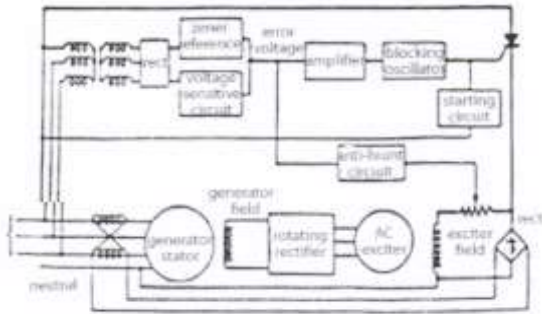 zener
reference
error
voltage
rect
voltage
sensitive
circuit
amplifier
blocking
oscillator
starting
circuit
anti-hunt
circuit
generator
field
generator
stator
rotating
rectifier
AC
exciter
exciter
field
rect
neutral